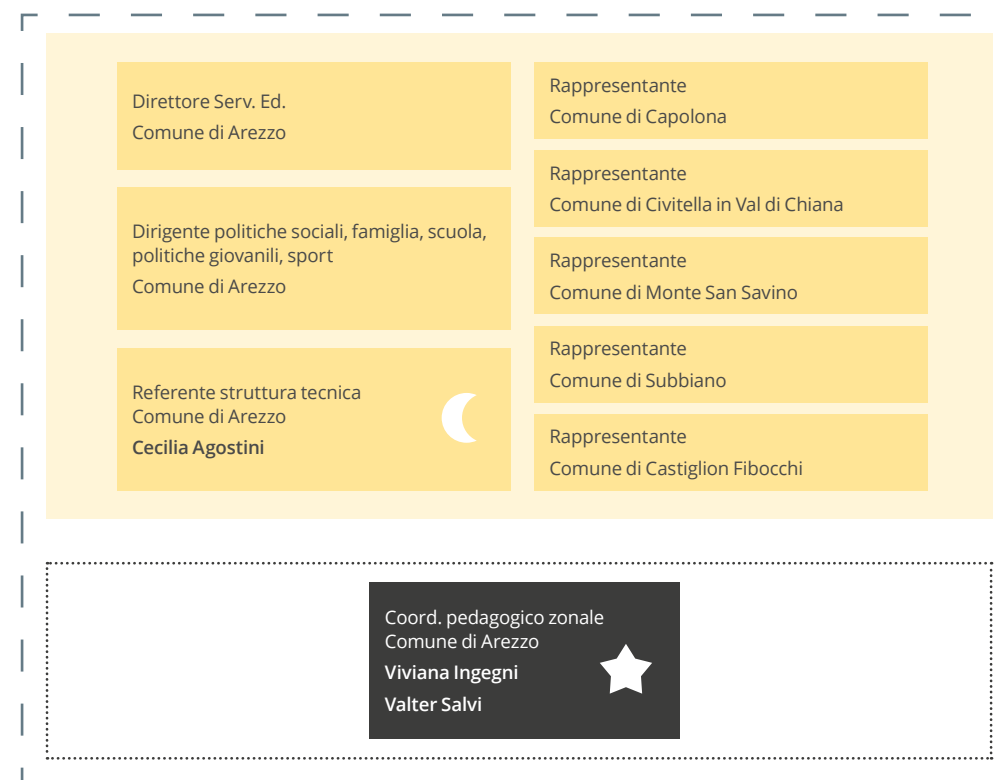 Direttore Serv. Ed.
Comune di Arezzo
Dirigente politiche sociali, famiglia, scuola,
politiche giovanili, sport
Comune di Arezzo
Referente struttura tecnica
Comune di Arezzo
Cecilia Agostini
Rappresentante
Comune di Capolona
Rappresentante
Comune di Civitella in Val di Chiana
Rappresentante
Comune di Monte San Savino
Rappresentante
Comune di Subbiano
Rappresentante
Comune di Castiglion Fibocchi
Coord. pedagogico zonale
Comune di Arezzo
Viviana Ingegni
Valter Salvi